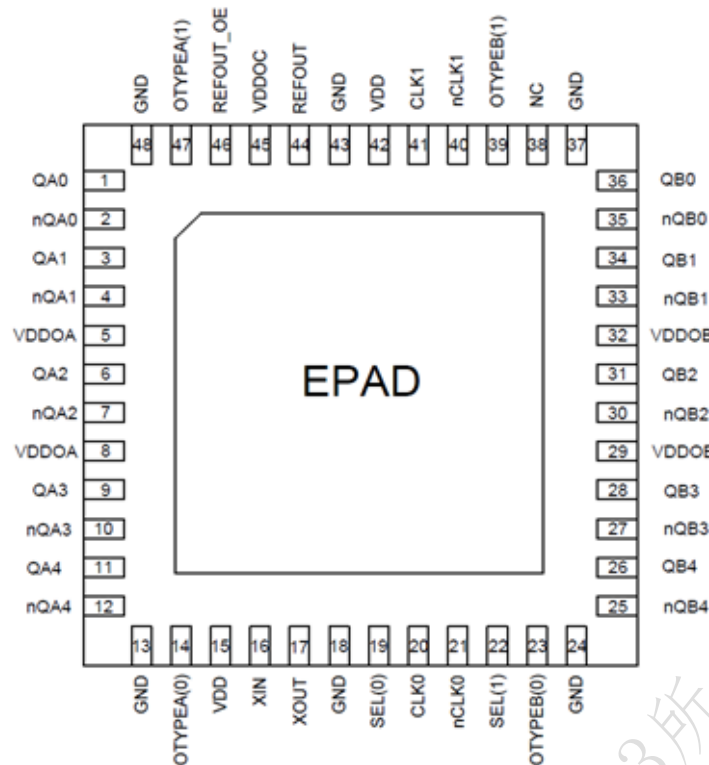 GND OTYPEA(1) REFOUT_OE VDDOC REFOUT GND VDD CLK1 nCLK1 OTYPEB(1) NC GND
48 47 46 45 44 43 42 41 40 39 38 37
QA0 1 36 QB0
nQA0 2 35 nQB0
QA1 3 34 QB1
nQA1 4 33 nQB1
VDDOA 5 32 VDDOB
QA2 6 31 QB2
nQA2 7 30 nQB2
VDDOA 8 29 VDDOB
QA3 9 28 QB3
nQA3 10 27 nQB3
QA4 11 26 QB4
nQA4 12 25 nQB4
EPAD
13 14 15 16 17 18 19 20 21 22 23 24
GND OTYPEA(0) VDD XIN XOUT GND SEL(0) CLK0 nCLK0 SEL(1) OTYPEB(0) GND
3所